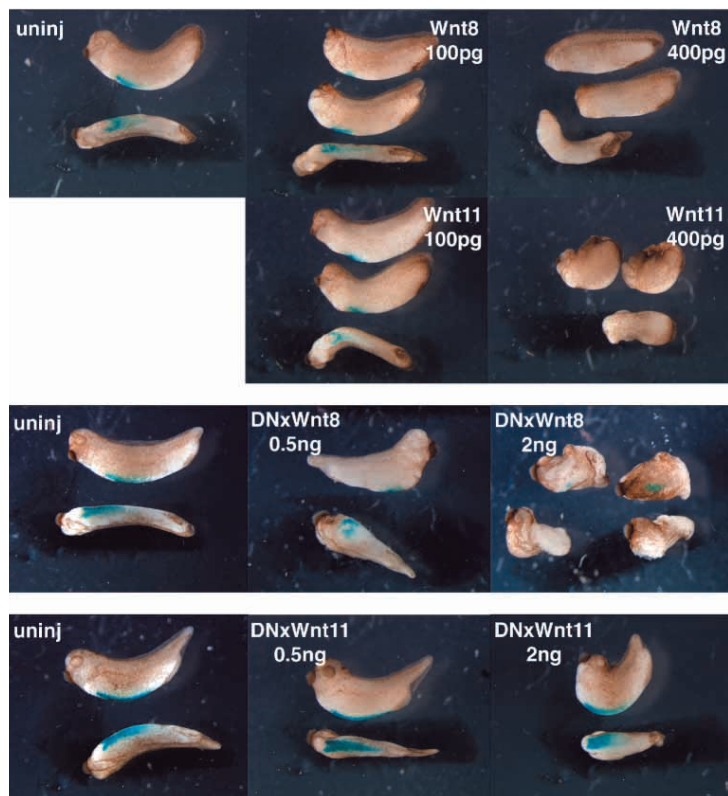 uninj
Wnt8
100pg
Wnt8
400pg
Wnt11
100pg
Wnt11
400pg
uninj
DNxWnt8
0.5ng
DNxWnt8
2ng
uninj
DNxWnt11
0.5ng
DNxWnt11
2ng